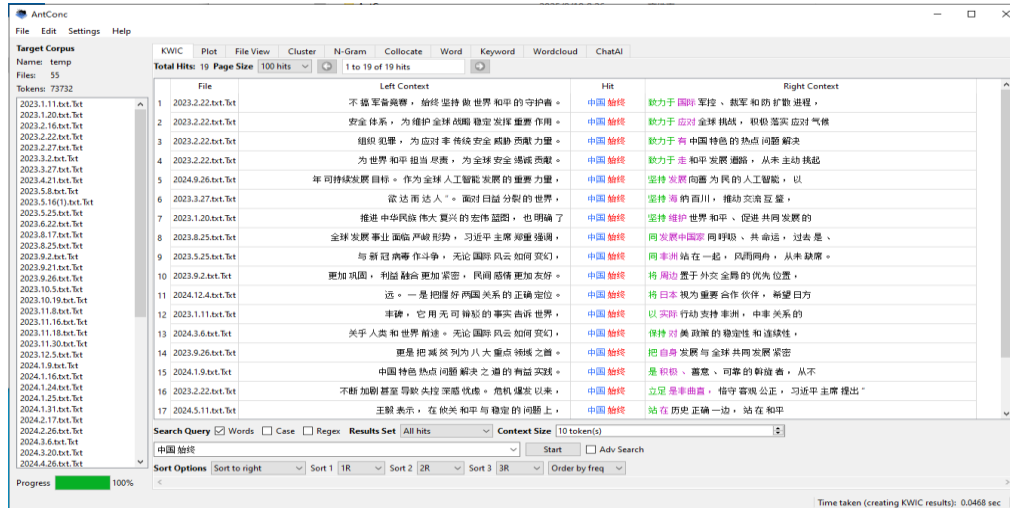 AntConc
File Edit Settings Help
Target Corpus
Name: temp
Files: 55
Tokens: 73732
2023.1.11.txt.Txt
2023.1.20.txt.Txt
2023.2.16.txt.Txt
2023.2.22.txt.Txt
2023.2.27.txt.Txt
2023.3.2.txt.Txt
2023.3.27.txt.Txt
2023.4.21.txt.Txt
2023.5.8.txt.Txt
2023.5.16(1).txt.Txt
2023.5.25.txt.Txt
2023.6.22.txt.Txt
2023.8.17.txt.Txt
2023.8.25.txt.Txt
2023.9.2.txt.Txt
2023.9.21.txt.Txt
2023.9.26.txt.Txt
2023.10.5.txt.Txt
2023.10.19.txt.Txt
2023.11.8.txt.Txt
2023.11.16.txt.Txt
2023.11.18.txt.Txt
2023.11.30.txt.Txt
2023.12.5.txt.Txt
2024.1.9.txt.Txt
2024.1.16.txt.Txt
2024.1.24.txt.Txt
2024.1.25.txt.Txt
2024.1.31.txt.Txt
2024.2.17.txt.Txt
2024.2.26.txt.Txt
2024.3.6.txt.Txt
2024.3.20.txt.Txt
2024.4.26.txt.Txt
Progress 100%
KWIC Plot File View Cluster N-Gram Collocate Word Keyword Wordcloud ChatAI
Total Hits: 19 Page Size 100 hits 1 to 19 of 19 hits
File Left Context Hit Right Context
1 2023.2.22.txt.Txt 不 搞 军备竞赛 , 始终 坚持 做 世界 和平 的 守护者 。 中国 始终 致力于 国际 军控 、 裁军 和 防 扩散 进程 ,
2 2023.2.22.txt.Txt 安全 体系 , 为 维护 全球 战略 稳定 发挥 重要 作用 。 中国 始终 致力于 应对 全球 挑战 , 积极 落实 应对 气候
3 2023.2.22.txt.Txt 组织 犯罪 , 为 应对 非 传统 安全 威胁 贡献 力量 。 中国 始终 致力于 有 中国 特色 的 热点 问题 解决
4 2023.2.22.txt.Txt 为 世界 和平 担当 尽责 , 为 全球 安全 竭诚 贡献 。 中国 始终 致力于 走 和平 发展 道路 , 从未 主动 挑起
5 2024.9.26.txt.Txt 年 可持续 发展 目标 。 作为 全球 人工智能 发展 的 重要 力量 , 中国 始终 坚持 发展 向善 为 民 的 人工智能 , 以
6 2023.3.27.txt.Txt 欲 达 而 达人 ” 。 面对 日益 分裂 的 世界 , 中国 始终 坚持 海 纳 百川 , 推动 交流 互鉴 ,
7 2023.1.20.txt.Txt 推进 中华民族 伟大 复兴 的 宏伟 蓝图 , 也 明确 了 中国 始终 坚持 维护 世界 和平 、 促进 共同 发展 的
8 2023.8.25.txt.Txt 全球 发展 事业 面临 严峻 形势 , 习近平 主席 郑重 强调 , 中国 始终 同 发展中国家 同 呼吸 、 共 命运 , 过去 是 、
9 2023.5.25.txt.Txt 与 新 冠 病毒 作斗争 , 无论 国际 风云 如何 变幻 , 中国 始终 同 非洲 站 在 一起 , 风雨同舟 , 从未 缺席 。
10 2023.9.2.txt.Txt 更加 巩固 , 利益 融合 更加 紧密 , 民间 感情 更加 友好 。 中国 始终 将 周边 置于 外交 全局 的 优先 位置 ,
11 2024.12.4.txt.Txt 远 。 一 是 把握 好 两国 关系 的 正确 定位 。 中国 始终 将 日本 视为 重要 合作 伙伴 , 希望 日方
12 2023.1.11.txt.Txt 丰碑 , 它 用 无可 辩驳 的 事实 告诉 世界 , 中国 始终 以 实际 行动 支持 非洲 , 中非 关系 的
13 2024.3.6.txt.Txt 关乎 人类 和 世界 前途 。 无论 国际 风云 如何 变幻 , 中国 始终 保持 对 美 政策 的 稳定性 和 连续性 ,
14 2023.9.26.txt.Txt 更是 把 减贫 列为 八 大 重点 领域 之首 。 中国 始终 把 自身 发展 与 全球 共同 发展 紧密
15 2024.1.9.txt.Txt 中国 特色 热点 问题 解决 之 道 的 有益 实践 。 中国 始终 是 积极 、 善意 、 可靠 的 斡旋 者 , 从不
16 2023.2.22.txt.Txt 不断 加剧 甚至 导致 失控 深感 忧虑 。 危机 爆发 以来 , 中国 始终 立足 是非曲直 , 恪守 客观 公正 , 习近平 主席 提出 “
17 2024.5.11.txt.Txt 王毅 表示 , 在 攸关 和平 与 稳定 的 问题 上 , 中国 始终 站 在 历史 正确 一边 , 站 在 和平
Search Query Words Case Regex Results Set All hits Context Size 10 token(s)
中国 始终 Start Adv Search
Sort Options Sort to right Sort 1 1R Sort 2 2R Sort 3 3R Order by freq
Time taken (creating KWIC results): 0.0468 sec